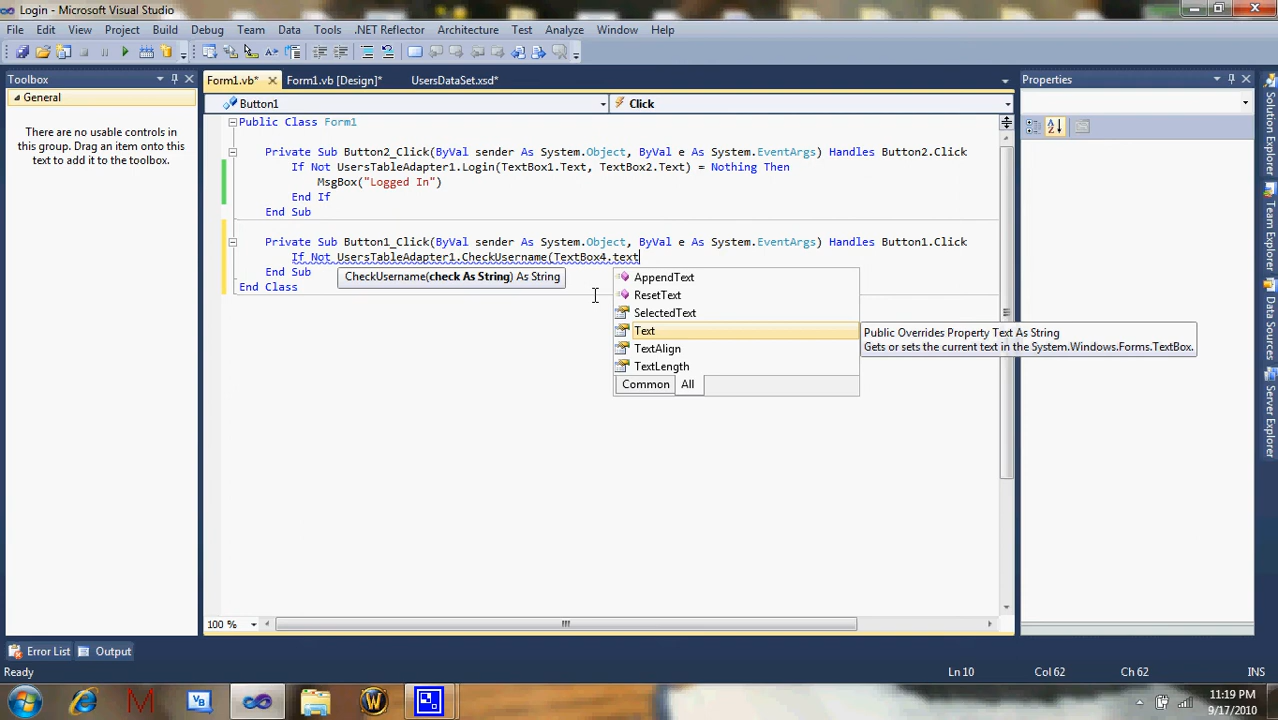 Login - Microsoft Visual Studio
File Edit View Project Build Debug Team Data Tools .NET Reflector Architecture Test Analyze Window Help
Toolbox
General
There are no usable controls in
this group. Drag an item onto this
text to add it to the toolbox.
Form1.vb* Form1.vb [Design]* UsersDataSet.xsd*
Button1 Click
Public Class Form1
Private Sub Button2_Click(ByVal sender As System.Object, ByVal e As System.EventArgs) Handles Button2.Click
If Not UsersTableAdapter1.Login(TextBox1.Text, TextBox2.Text) = Nothing Then
MsgBox("Logged In")
End If
End Sub
Private Sub Button1_Click(ByVal sender As System.Object, ByVal e As System.EventArgs) Handles Button1.Click
If Not UsersTableAdapter1.CheckUsername(TextBox4.text
End Sub
End Class
CheckUsername(check As String) As String
AppendText
ResetText
SelectedText
Text
TextAlign
TextLength
Common All
Public Overrides Property Text As String
Gets or sets the current text in the System.Windows.Forms.TextBox.
100 %
Properties
Solution Explorer
Team Explorer
Data Sources
Server Explorer
Error List Output
Ready Ln 10 Col 62 Ch 62 INS
11:19 PM
9/17/2010